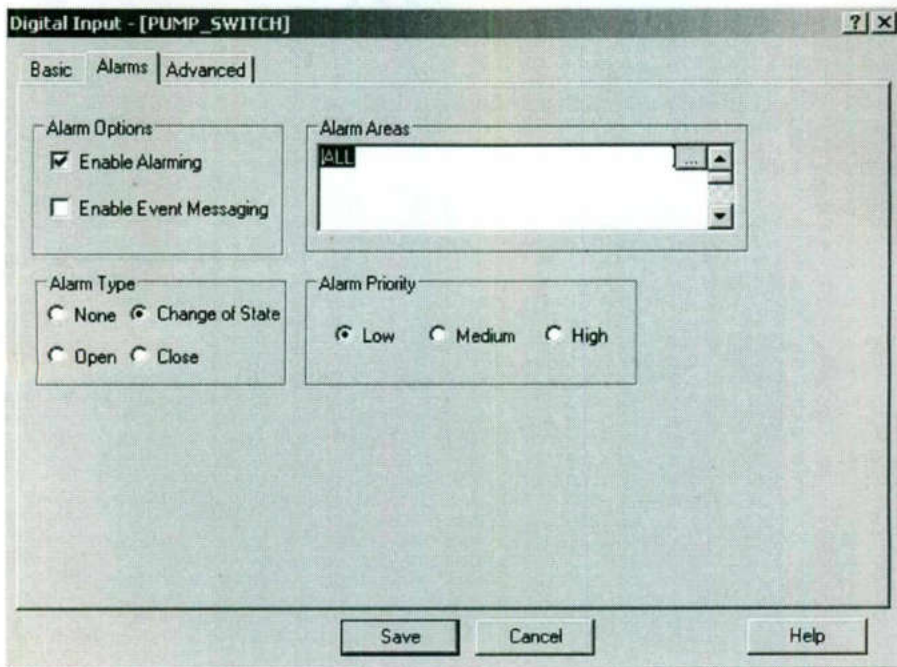 Digital Input - [PUMP_SWITCH]
? ×
Basic Alarms Advanced
Alarm Options
Enable Alarming
Enable Event Messaging
Alarm Areas
ALL
...
Alarm Type
None Change of State
Open Close
Alarm Priority
Low Medium High
Save Cancel Help